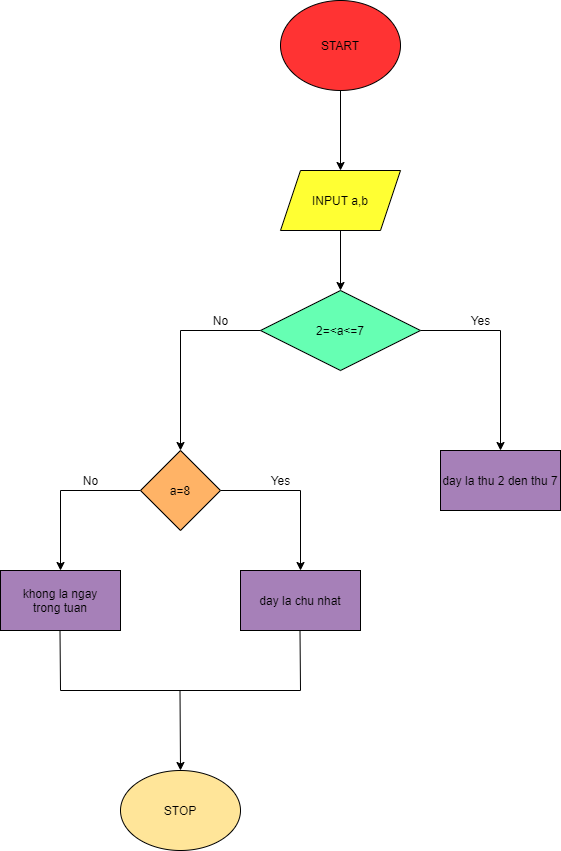 START
INPUT a,b
2=<a<=7
No
Yes
a=8
No
Yes
day la thu 2 den thu 7
khong la ngay
trong tuan
day la chu nhat
STOP